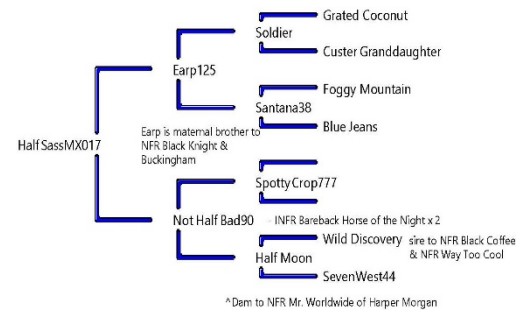 Grated Coconut
Soldier
Custer Granddaughter
Earp125
Foggy Mountain
Santana38
Blue Jeans
Earp is maternal brother to
NFR Black Knight &
Buckingham
Half SassMX017
SpottyCrop777
Not Half Bad90 - INFR Bareback Horse of the Night x 2
Wild Discovery sire to NFR Black Coffee
& NFR Way Too Cool
Half Moon
SevenWest44
^Dam to NFR Mr. Worldwide of Harper Morgan